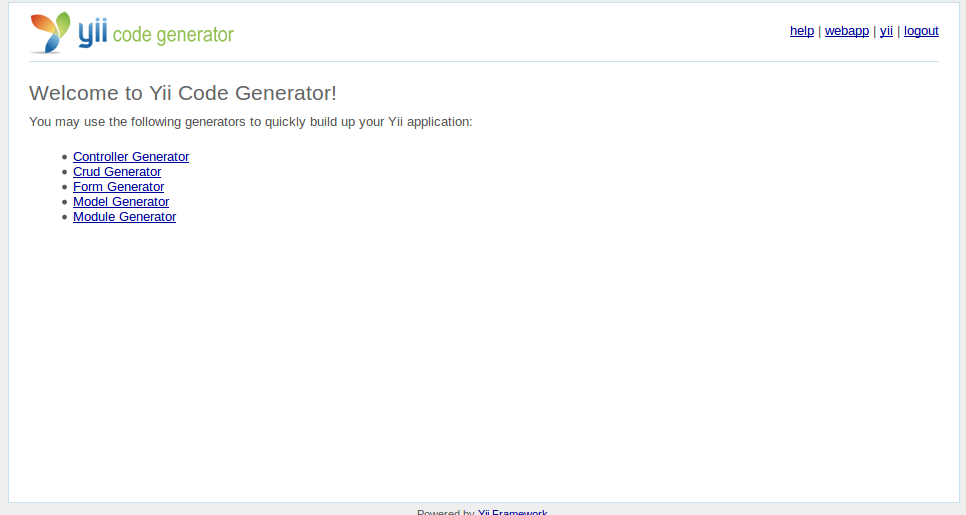 yii code generator
help | webapp | yii | logout
Welcome to Yii Code Generator!
You may use the following generators to quickly build up your Yii application:
Controller Generator
Crud Generator
Form Generator
Model Generator
Module Generator
Powered by Yii Framework